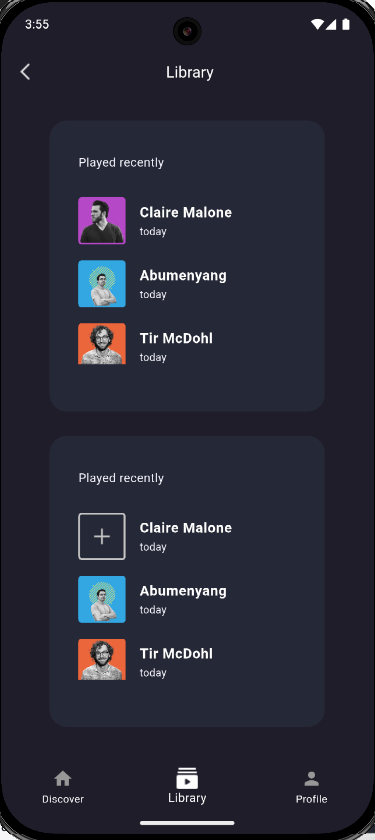 3:55
Library
Played recently
Claire Malone
today
Abumenyang
today
Tir McDohl
today
Played recently
Claire Malone
today
Abumenyang
today
Tir McDohl
today
Discover
Library
Profile